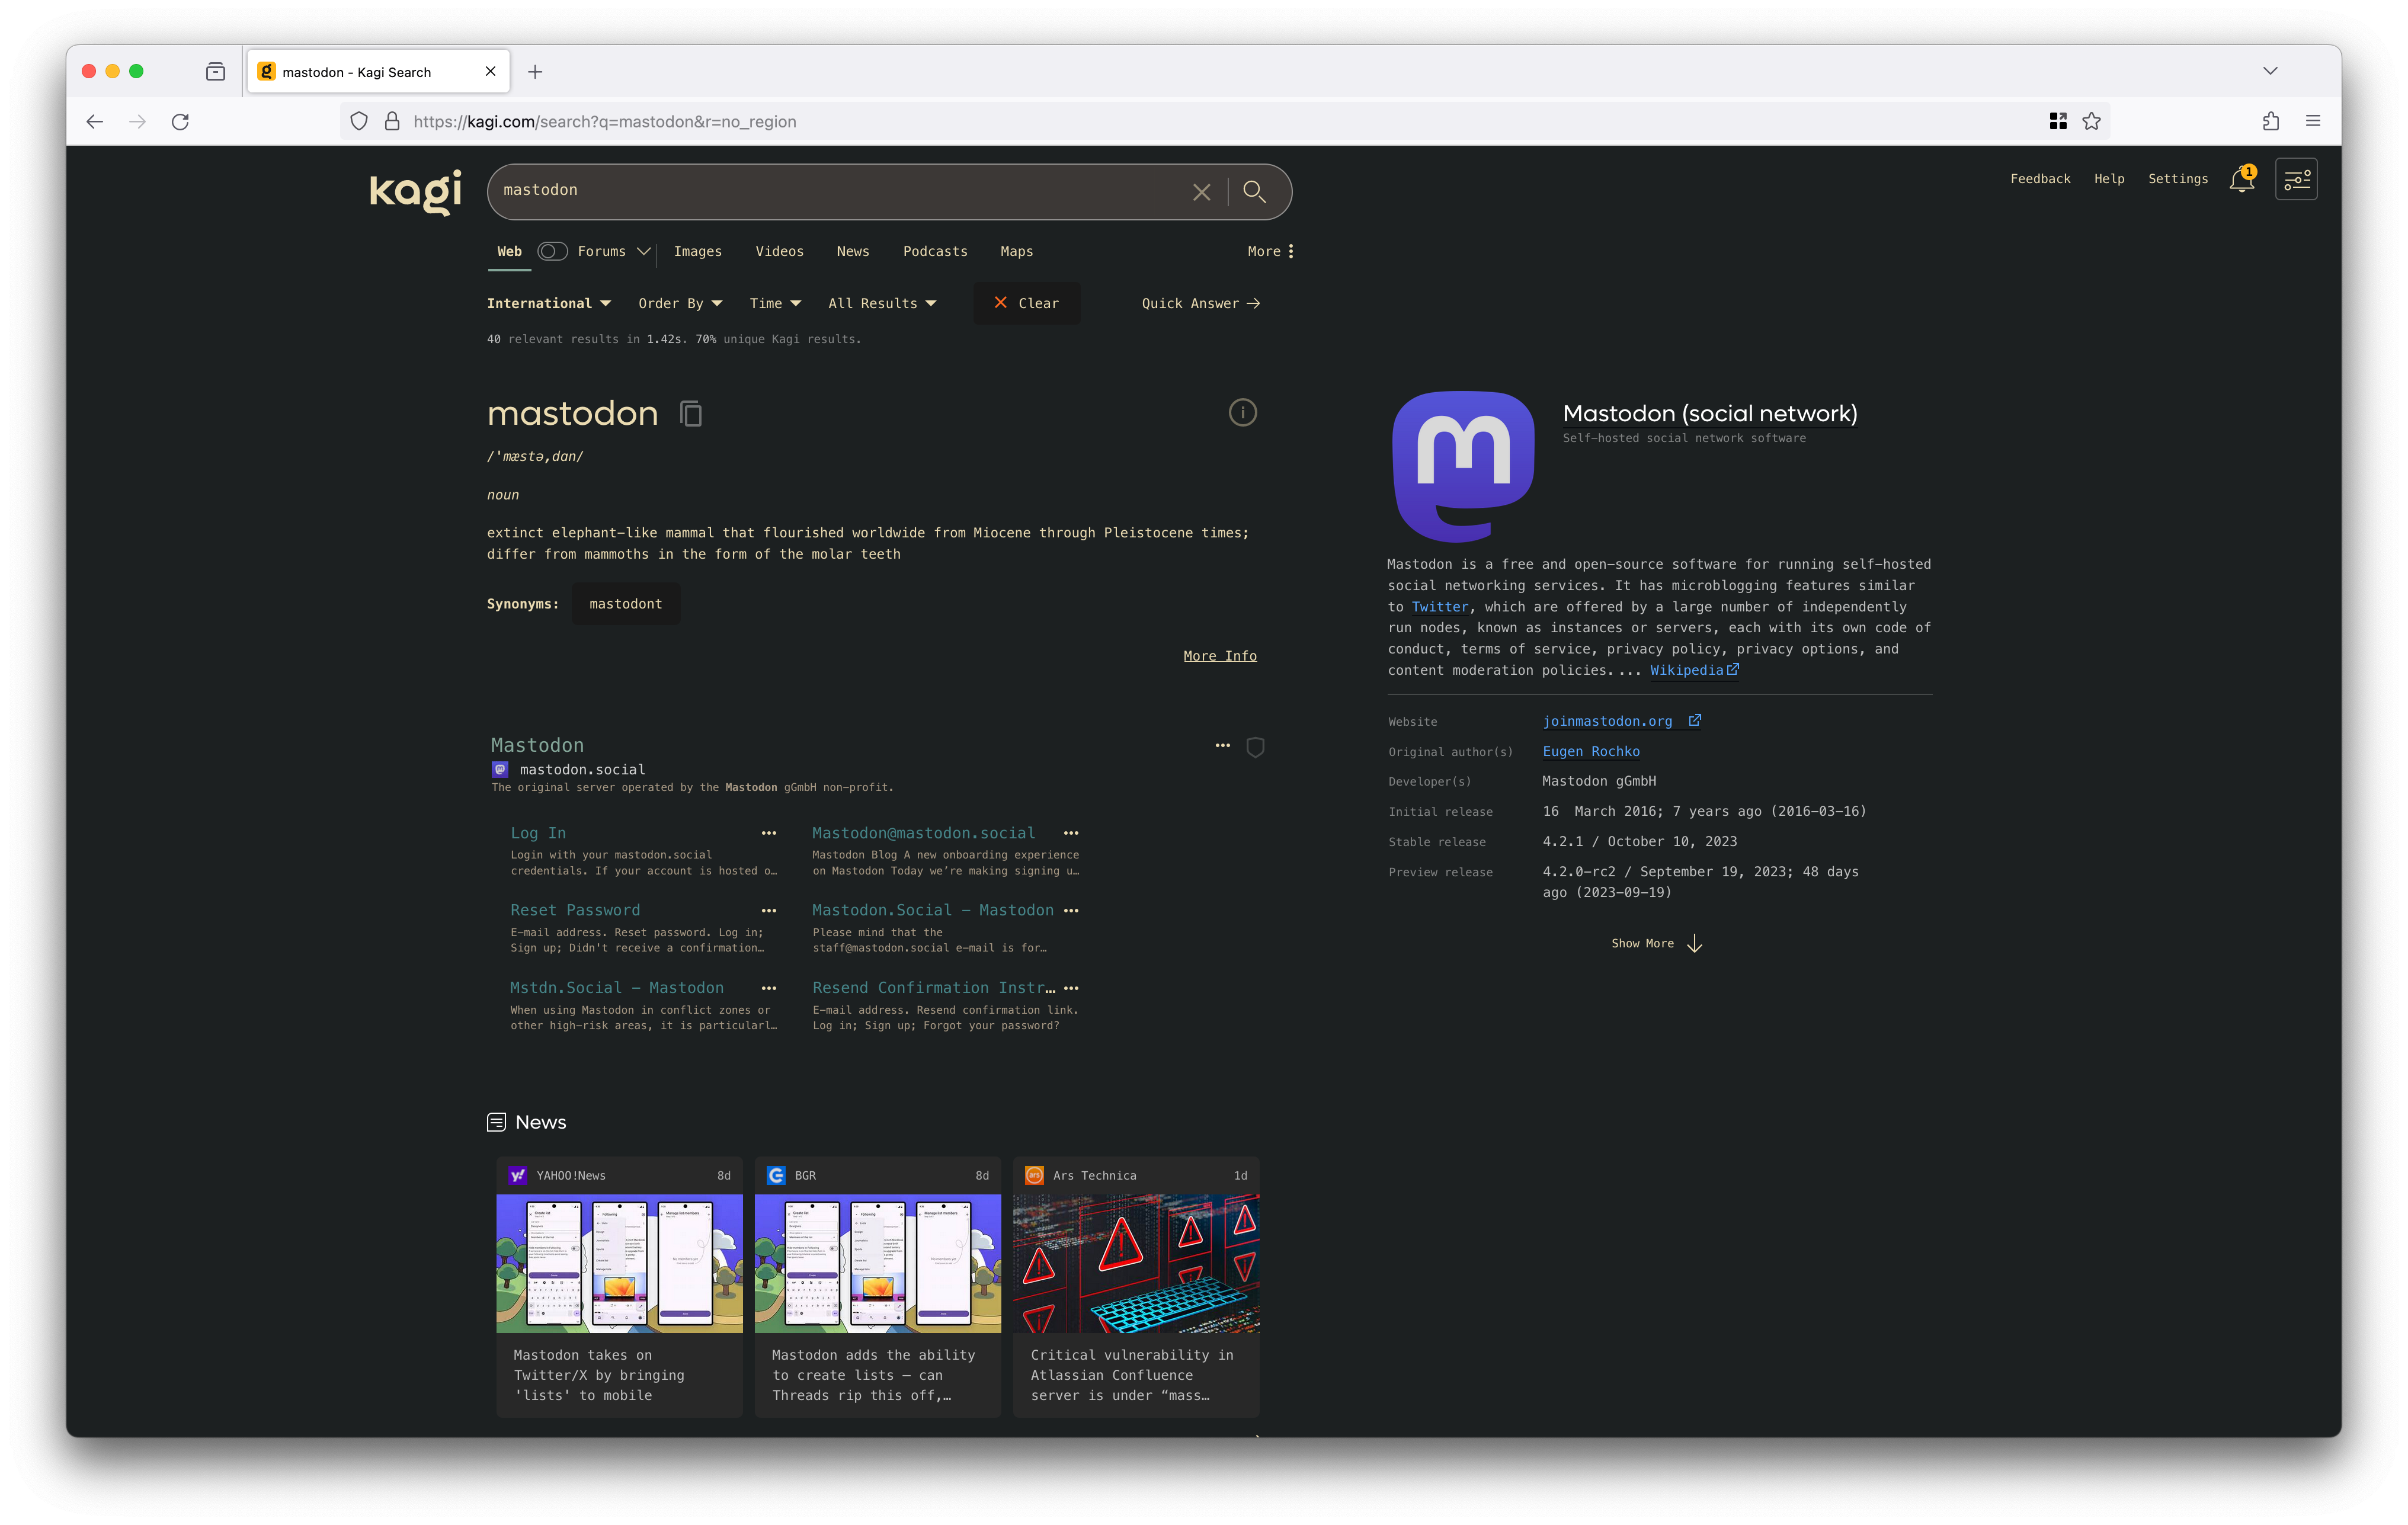 mastodon - Kagi Search
https://kagi.com/search?q=mastodon&r=no_region
kagi
mastodon
Feedback Help Settings 1
Web Forums Images Videos News Podcasts Maps More
International Order By Time All Results Clear Quick Answer
40 relevant results in 1.42s. 70% unique Kagi results.
mastodon
/ˈmæstəˌdɑn/
noun
extinct elephant-like mammal that flourished worldwide from Miocene through Pleistocene times;
differ from mammoths in the form of the molar teeth
Synonyms: mastodont
More Info
Mastodon
mastodon.social
The original server operated by the Mastodon gGmbH non-profit.
Log In
Login with your mastodon.social
credentials. If your account is hosted o…
Mastodon@mastodon.social
Mastodon Blog A new onboarding experience
on Mastodon Today we’re making signing u…
Reset Password
E-mail address. Reset password. Log in;
Sign up; Didn't receive a confirmation…
Mastodon.Social – Mastodon
Please mind that the
staff@mastodon.social e-mail is for…
Mstdn.Social – Mastodon
When using Mastodon in conflict zones or
other high-risk areas, it is particularl…
Resend Confirmation Instr…
E-mail address. Resend confirmation link.
Log in; Sign up; Forgot your password?
News
YAHOO!News 8d
Mastodon takes on
Twitter/X by bringing
'lists' to mobile
BGR 8d
Mastodon adds the ability
to create lists – can
Threads rip this off,…
Ars Technica 1d
Critical vulnerability in
Atlassian Confluence
server is under “mass…
Mastodon (social network)
Self-hosted social network software
Mastodon is a free and open-source software for running self-hosted
social networking services. It has microblogging features similar
to Twitter, which are offered by a large number of independently
run nodes, known as instances or servers, each with its own code of
conduct, terms of service, privacy policy, privacy options, and
content moderation policies. ... Wikipedia
Website joinmastodon.org
Original author(s) Eugen Rochko
Developer(s) Mastodon gGmbH
Initial release 16 March 2016; 7 years ago (2016-03-16)
Stable release 4.2.1 / October 10, 2023
Preview release 4.2.0-rc2 / September 19, 2023; 48 days
ago (2023-09-19)
Show More